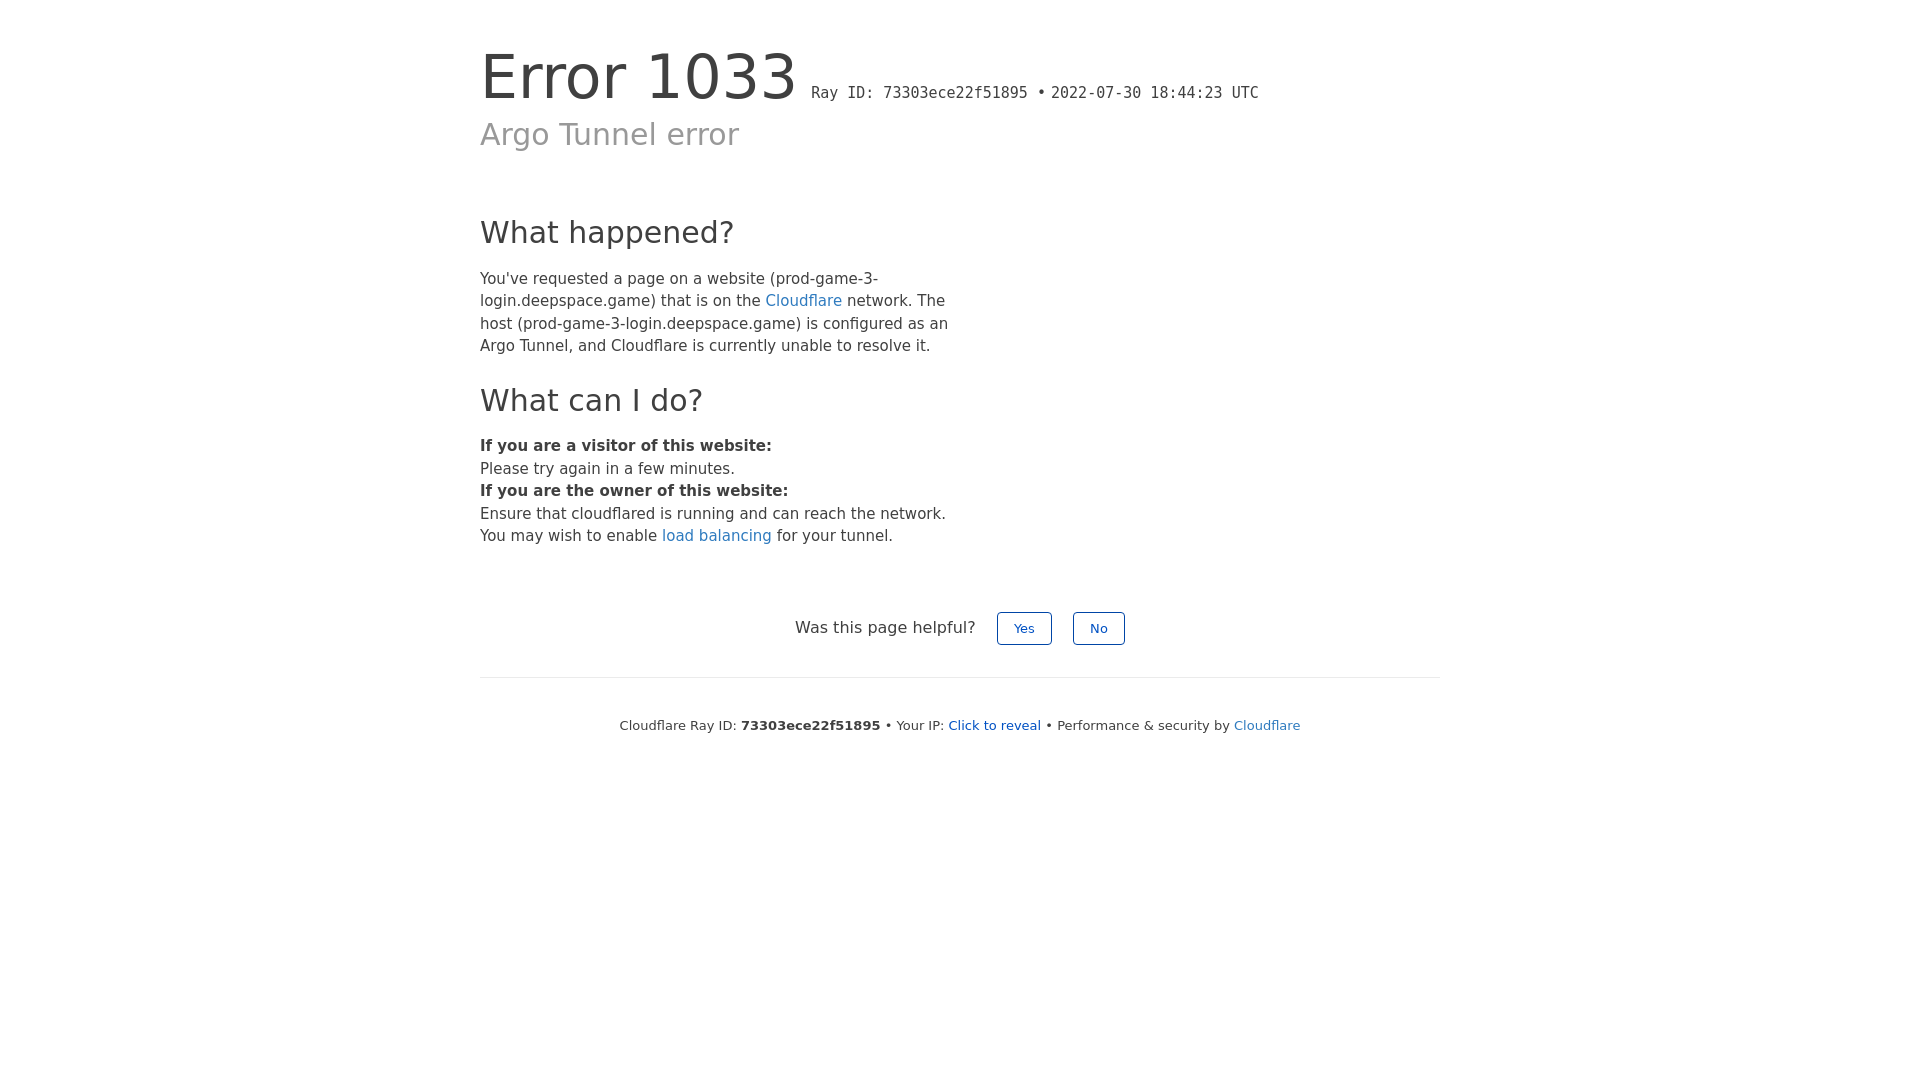 Error 1033 Ray ID: 73303ece22f51895 • 2022-07-30 18:44:23 UTC
Argo Tunnel error
What happened?
You've requested a page on a website (prod-game-3-
login.deepspace.game) that is on the Cloudflare network. The
host (prod-game-3-login.deepspace.game) is configured as an
Argo Tunnel, and Cloudflare is currently unable to resolve it.
What can I do?
If you are a visitor of this website:
Please try again in a few minutes.
If you are the owner of this website:
Ensure that cloudflared is running and can reach the network.
You may wish to enable load balancing for your tunnel.
Was this page helpful? Yes No
Cloudflare Ray ID: 73303ece22f51895 • Your IP: Click to reveal • Performance & security by Cloudflare